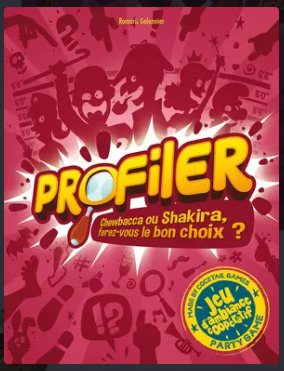 Romaric Galonnier
PROFiLER
Chewbacca ou Shakira,
ferez-vous le bon choix ?
MADE BY COCKTAIL GAMES
Jeu
d'ambiance
coopératif
PARTY GAME